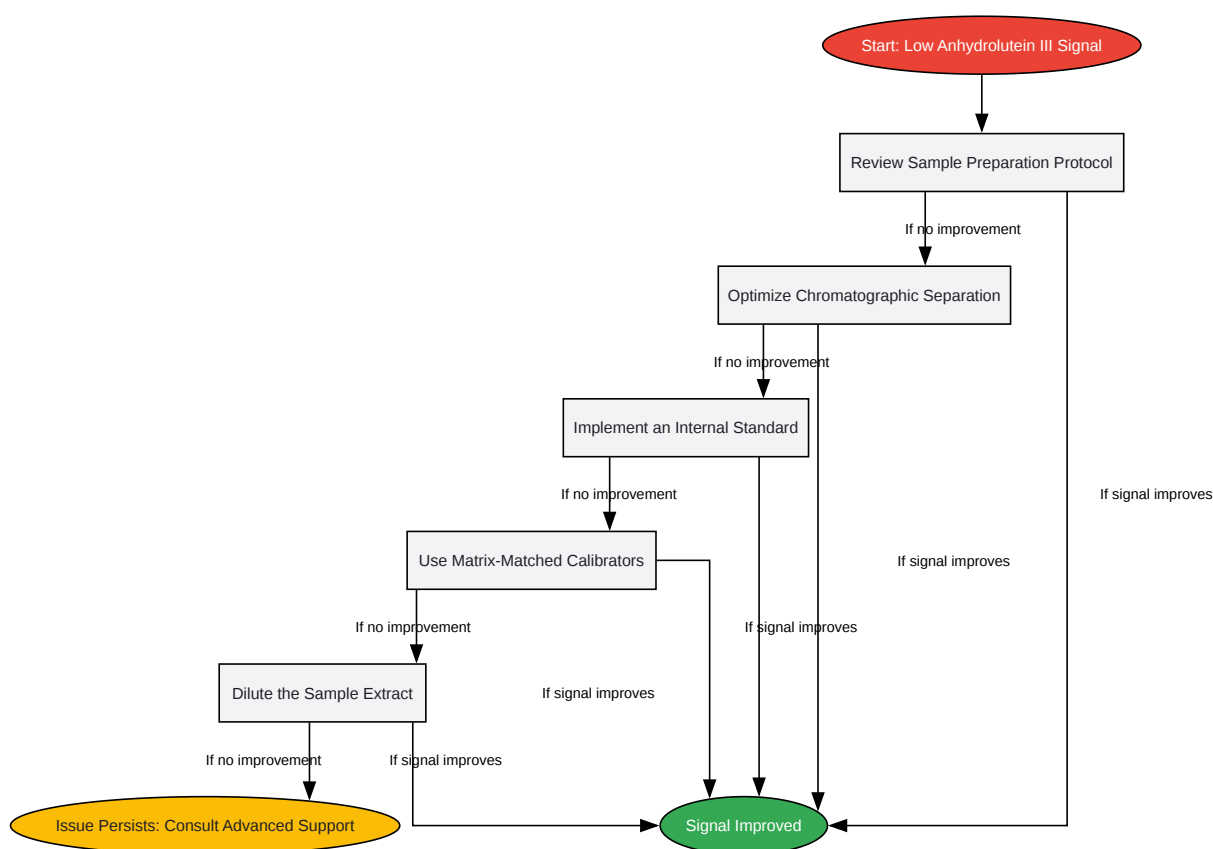 Start: Low Anhydrolutein III Signal
Review Sample Preparation Protocol
If no improvement
Optimize Chromatographic Separation
If no improvement
Implement an Internal Standard
If no improvement
If signal improves
Use Matrix-Matched Calibrators
If signal improves
If no improvement
If signal improves
Dilute the Sample Extract
If signal improves
If no improvement
If signal improves
Issue Persists: Consult Advanced Support
Signal Improved